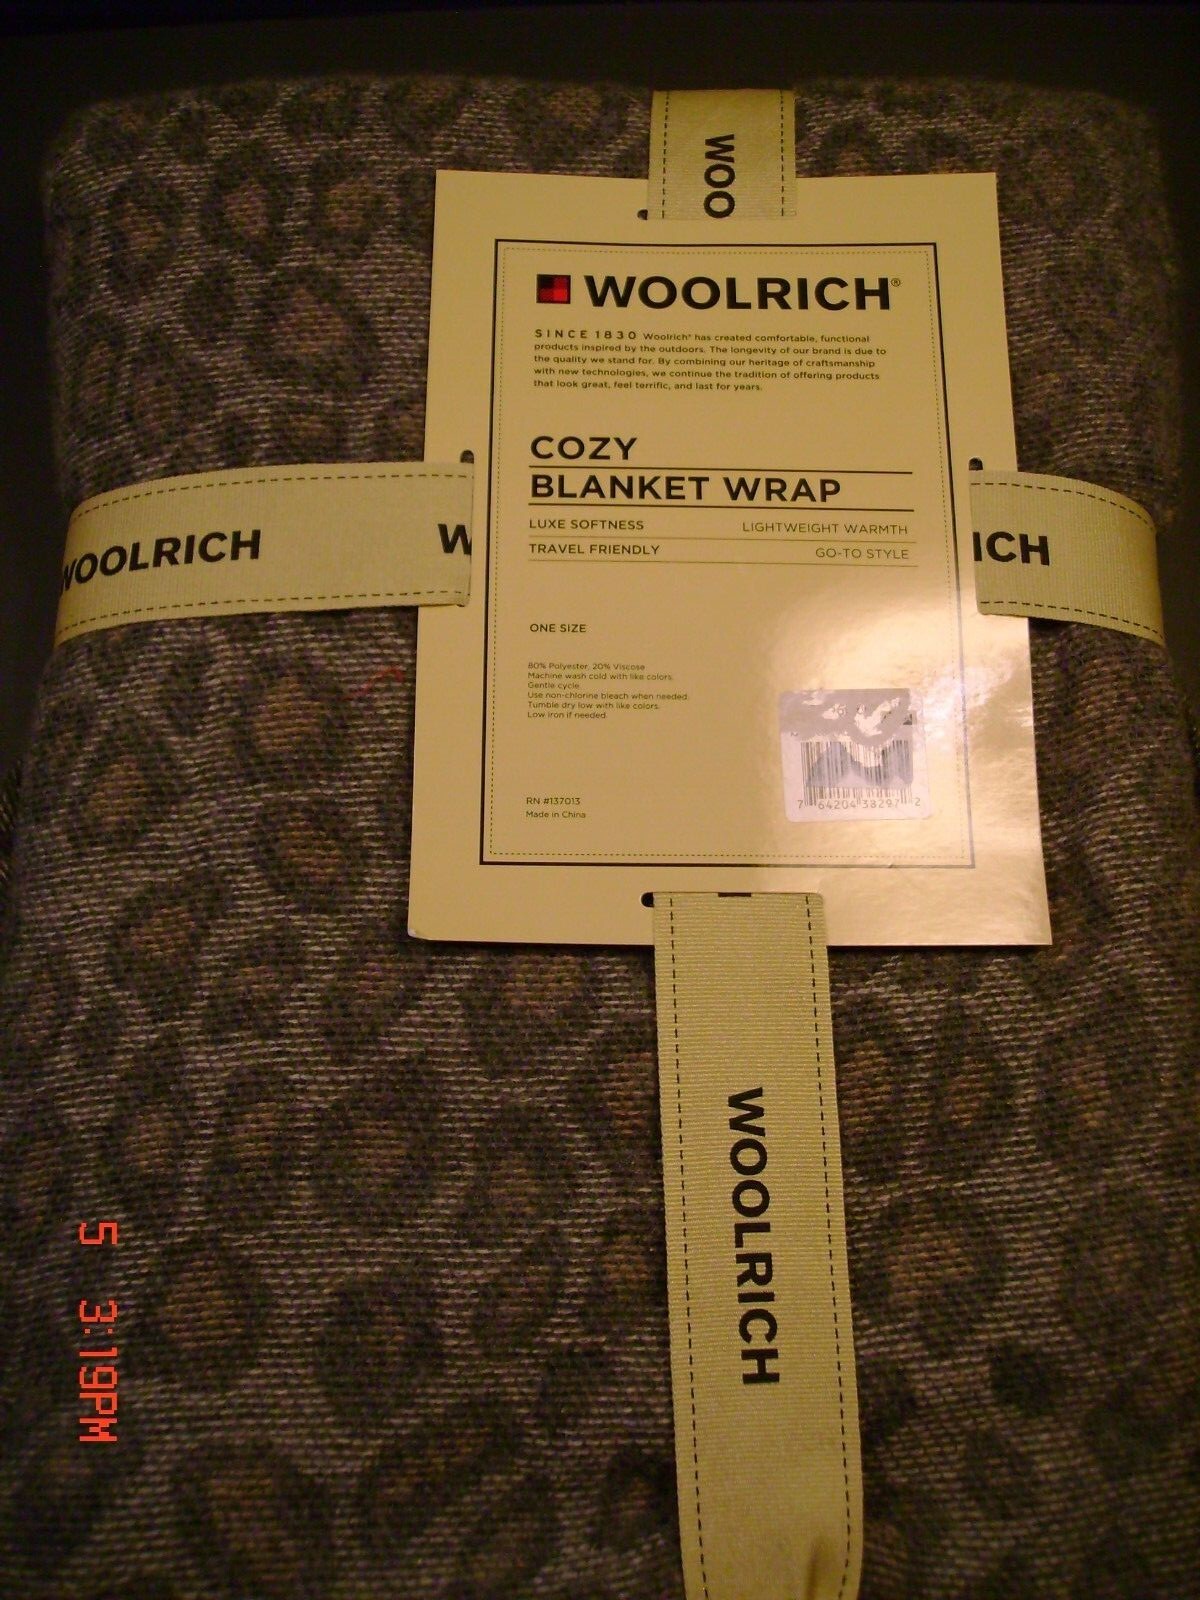 WOO
WOOLRICH®
SINCE 1830 Woolrich® has created comfortable, functional
products inspired by the outdoors. The longevity of our brand is due to
the quality we stand for. By combining our heritage of craftsmanship
with new technologies, we continue the tradition of offering products
that look great, feel terrific, and last for years.
COZY
BLANKET WRAP
LUXE SOFTNESS LIGHTWEIGHT WARMTH
TRAVEL FRIENDLY GO-TO STYLE
WOOLRICH W
ICH
ONE SIZE
80% Polyester, 20% Viscose
Machine wash cold with like colors.
Gentle cycle.
Use non-chlorine bleach when needed.
Tumble dry low with like colors.
Low iron if needed.
7 64204 38297 2
RN #137013
Made in China
WOOLRICH
5 3:19PM